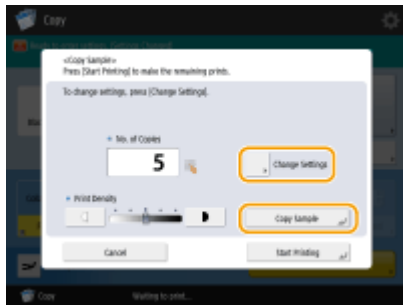 Copy
<Copy Sample>
Press [Start Printing] to make the remaining prints.
To change settings, press [Change Settings].
No. of Copies
5
Change Settings
Print Density
Copy Sample
Cancel
Start Printing
Copy
Waiting to print...